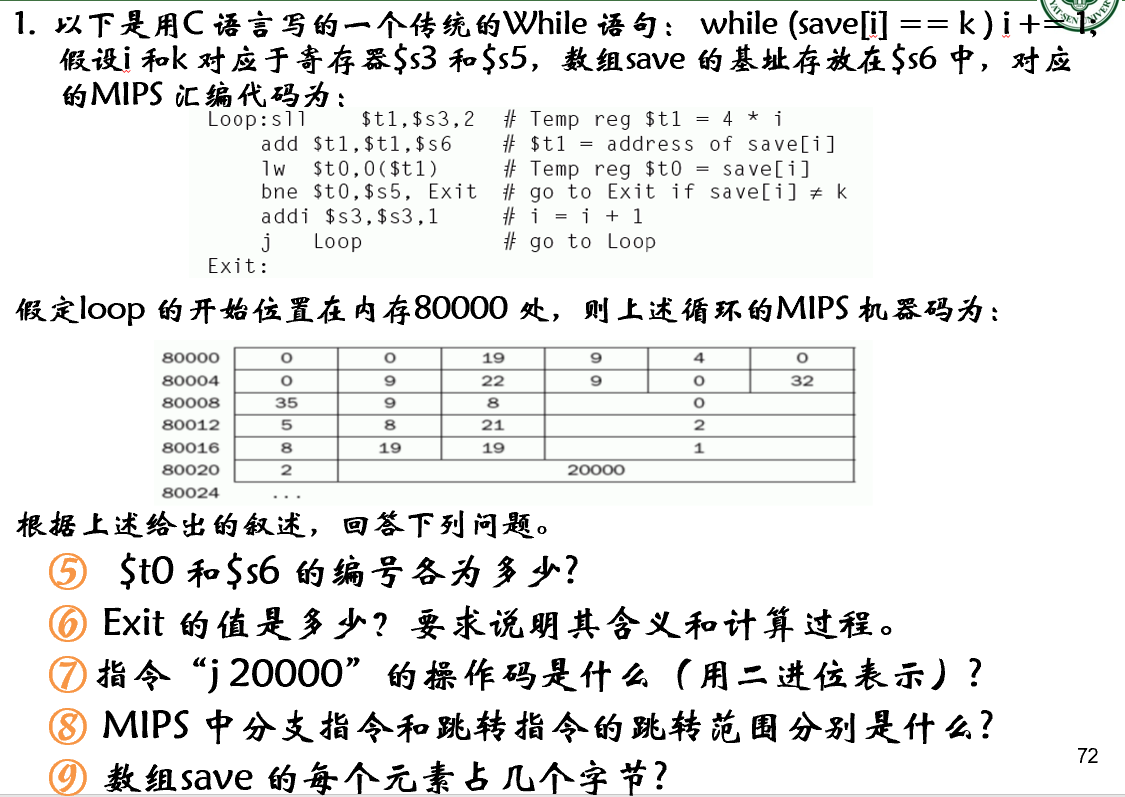 1. 以下是用C 语言写的一个传统的While 语句： while (save[i] == k ) i += 1;
假设i 和k 对应于寄存器$s3 和$s5，数组save 的基址存放在$s6 中，对应
的MIPS 汇编代码为：
Loop:sll $t1,$s3,2 # Temp reg $t1 = 4 * i
add $t1,$t1,$s6 # $t1 = address of save[i]
lw $t0,0($t1) # Temp reg $t0 = save[i]
bne $t0,$s5, Exit # go to Exit if save[i] ≠ k
addi $s3,$s3,1 # i = i + 1
j Loop # go to Loop
Exit:
假定loop 的开始位置在内存80000 处，则上述循环的MIPS 机器码为：
80000 0 0 19 9 4 0
80004 0 9 22 9 0 32
80008 35 9 8 0
80012 5 8 21 2
80016 8 19 19 1
80020 2 20000
80024 ...
根据上述给出的叙述，回答下列问题。
⑤ $t0 和$s6 的编号各为多少？
⑥ Exit 的值是多少？要求说明其含义和计算过程。
⑦ 指令“j 20000”的操作码是什么（用二进位表示）？
⑧ MIPS 中分支指令和跳转指令的跳转范围分别是什么？
⑨ 数组save 的每个元素占几个字节？
72